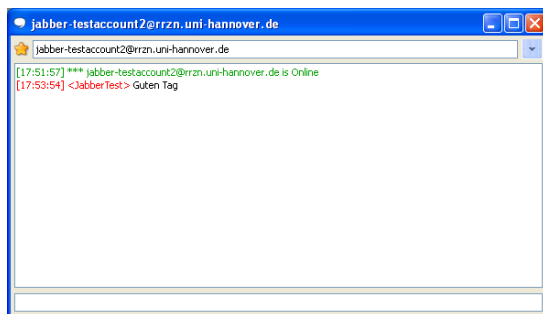 jabber-testaccount2@rrzn.uni-hannover.de
jabber-testaccount2@rrzn.uni-hannover.de
[17:51:57] *** jabber-testaccount2@rrzn.uni-hannover.de is Online
[17:53:54] <JabberTest> Guten Tag